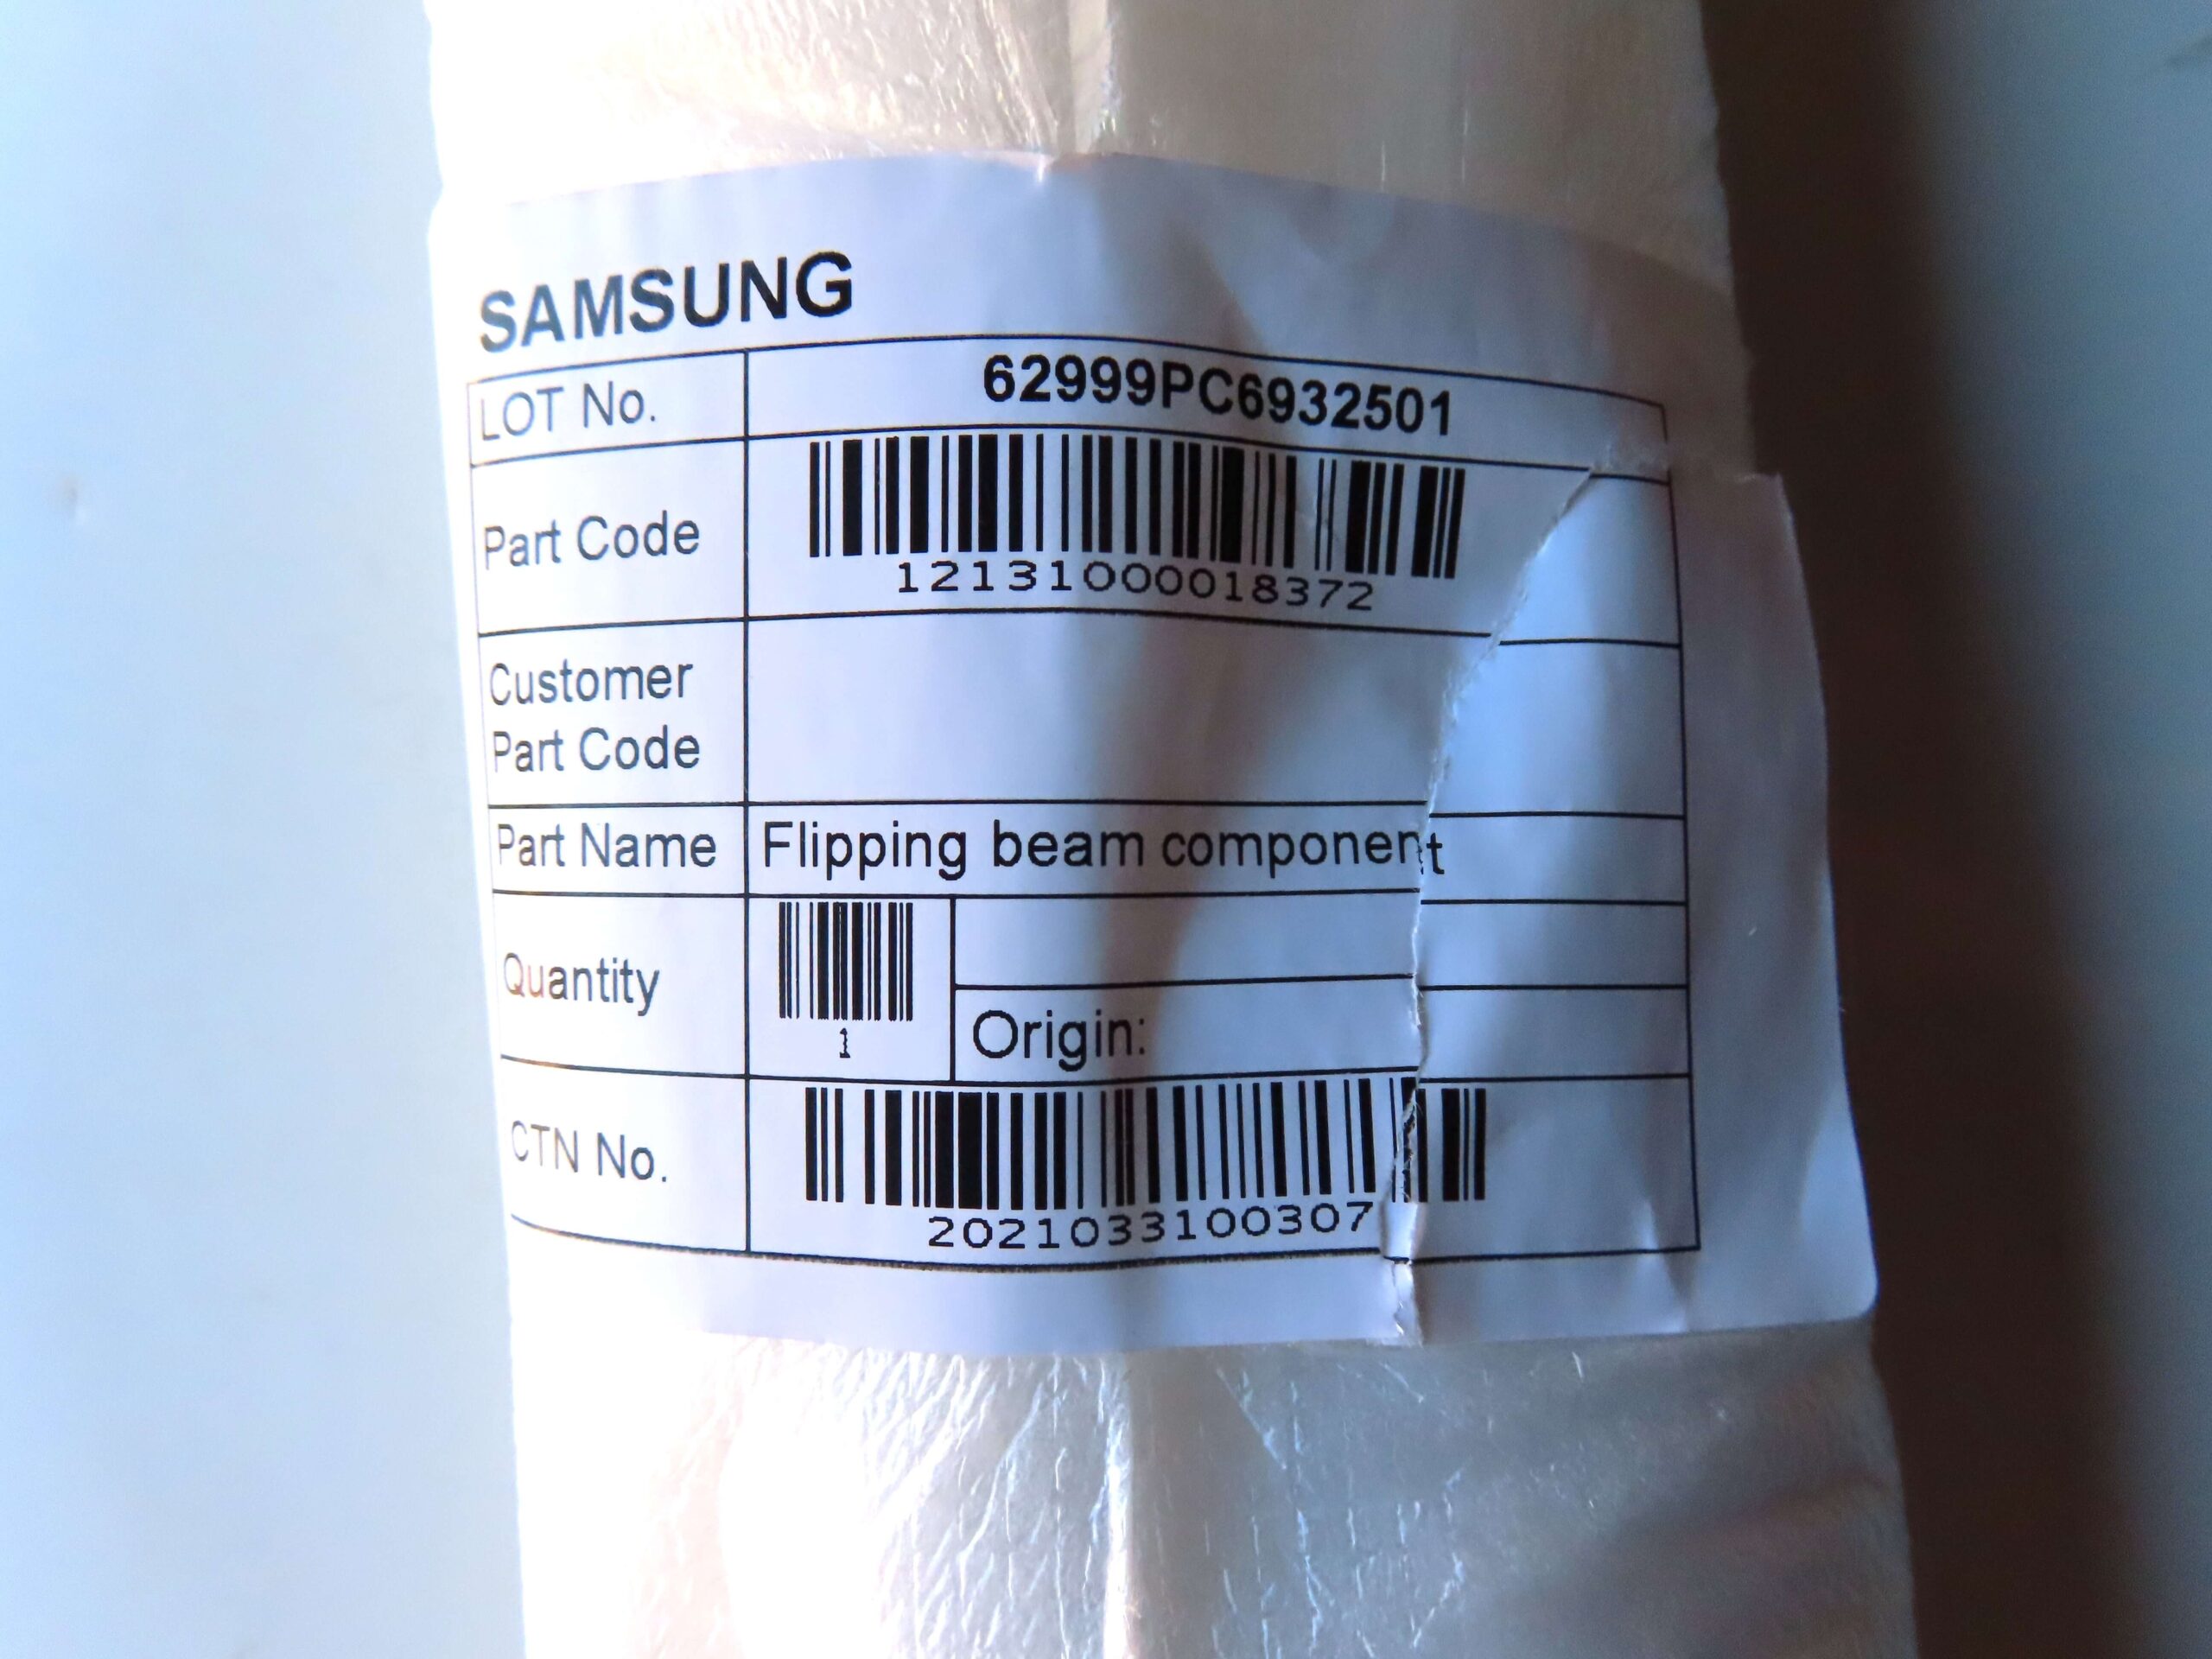 SAMSUNG
LOT No. 62999PC6932501
Part Code 12131000018372
Customer
Part Code
Part Name Flipping beam component
Quantity 1
Origin:
CTN No. 2021033100307